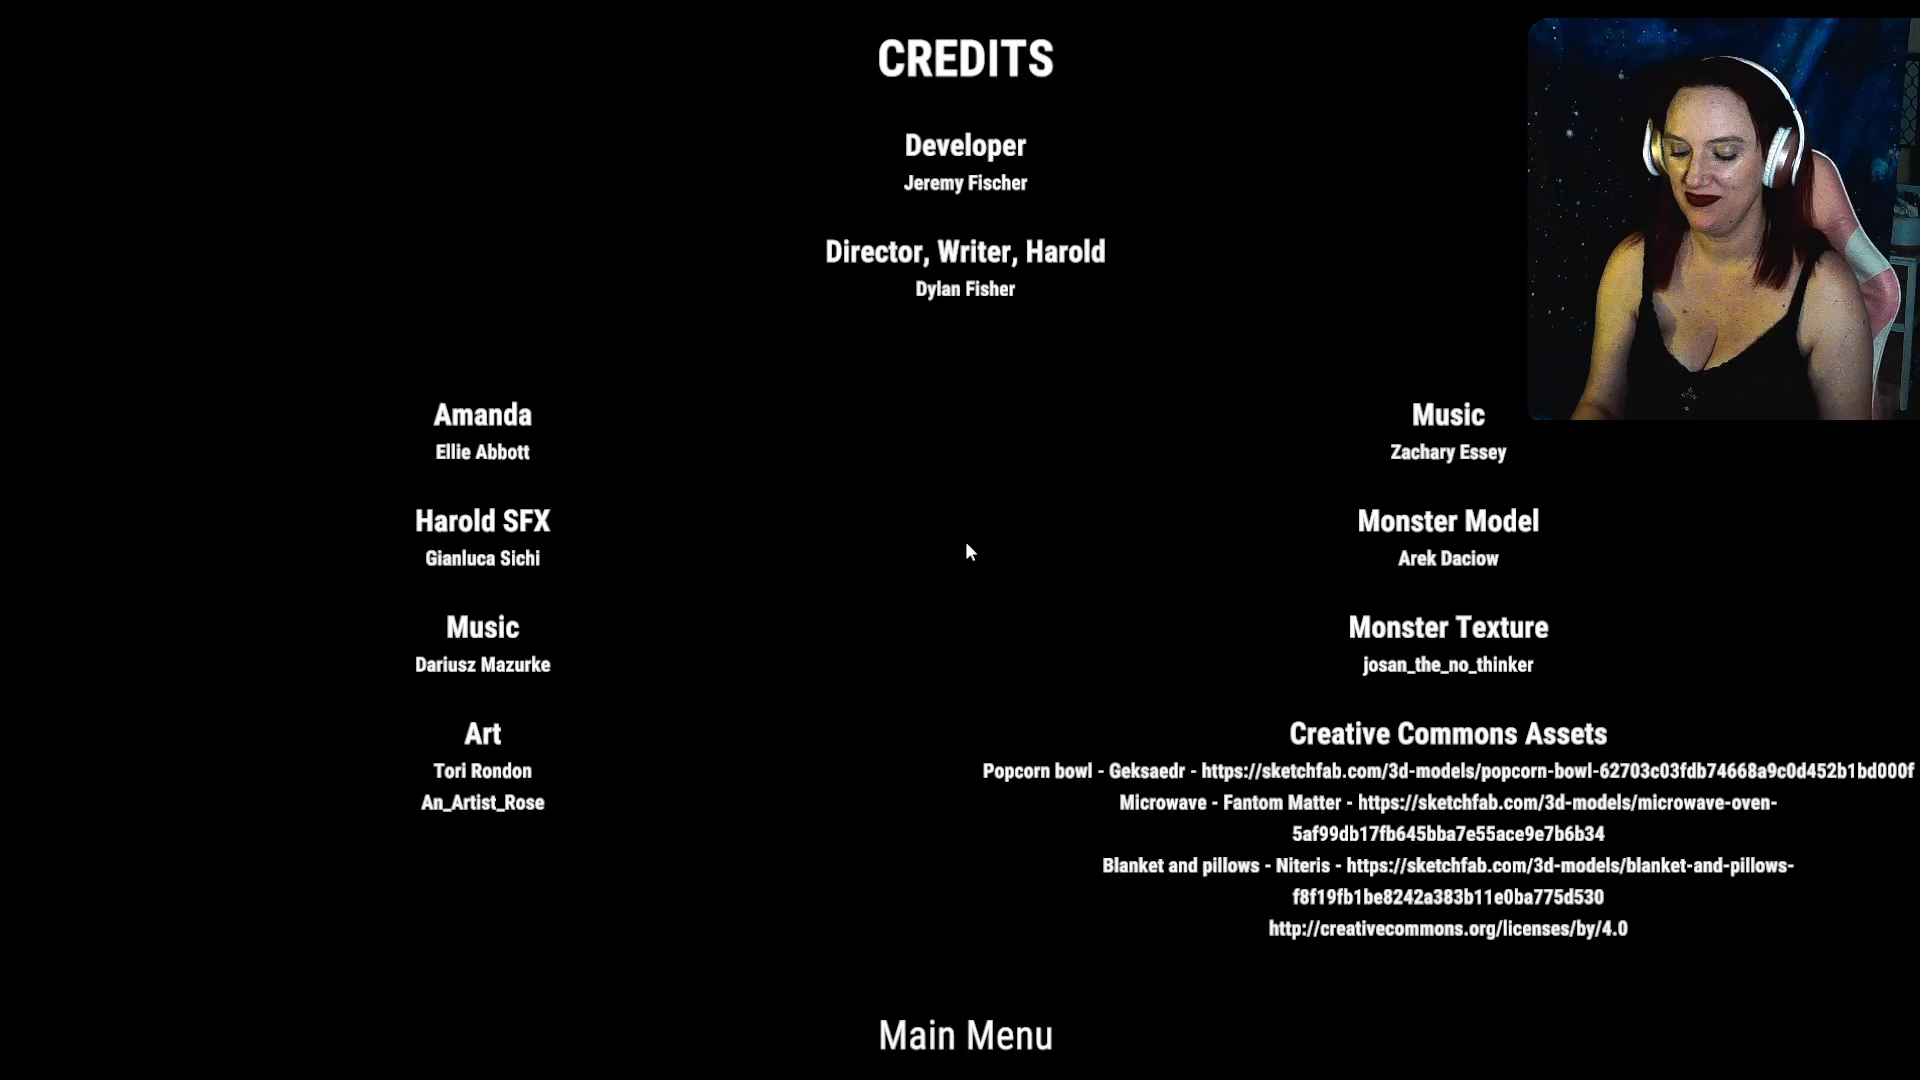 CREDITS
Developer
Jeremy Fischer
Director, Writer, Harold
Dylan Fisher
Amanda
Ellie Abbott
Harold SFX
Gianluca Sichi
Music
Dariusz Mazurke
Art
Tori Rondon
An_Artist_Rose
Music
Zachary Essey
Monster Model
Arek Daciow
Monster Texture
josan_the_no_thinker
Creative Commons Assets
Popcorn bowl - Geksaedr - https://sketchfab.com/3d-models/popcorn-bowl-62703c03fdb74668a9c0d452b1bd000f
Microwave - Fantom Matter - https://sketchfab.com/3d-models/microwave-oven-
5af99db17fb645bba7e55ace9e7b6b34
Blanket and pillows - Niteris - https://sketchfab.com/3d-models/blanket-and-pillows-
f8f19fb1be8242a383b11e0ba775d530
http://creativecommons.org/licenses/by/4.0
Main Menu